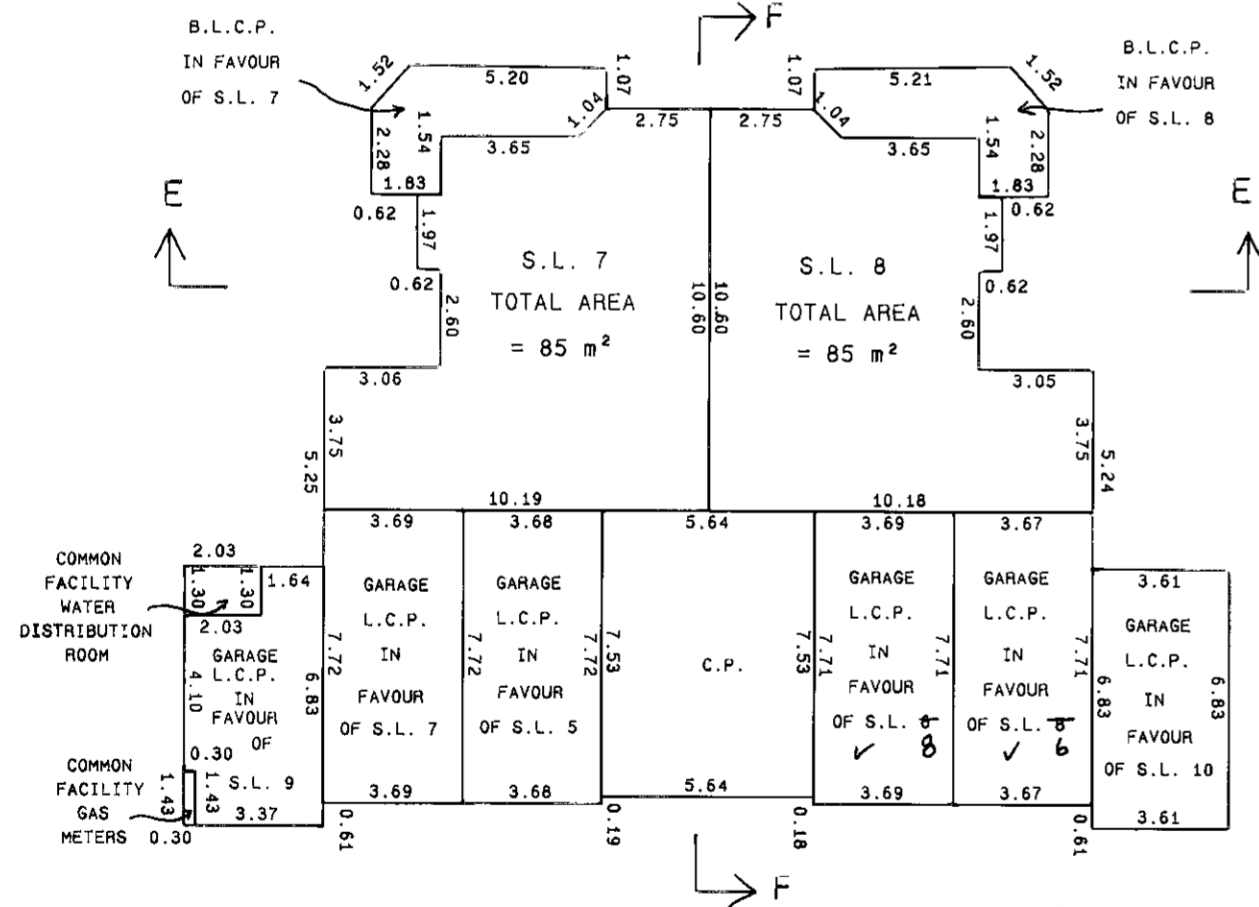 F
B.L.C.P.
IN FAVOUR
OF S.L. 7
1.52
5.20
1.07
1.07
5.21
1.52
B.L.C.P.
IN FAVOUR
OF S.L. 8
1.04
2.75
2.75
1.04
2.28
1.54
3.65
3.65
1.54
2.28
E
1.83
0.62
1.97
0.62
2.60
1.83
0.62
1.97
0.62
2.60
E
S.L. 7
TOTAL AREA
= 85 m²
10.60
10.60
S.L. 8
TOTAL AREA
= 85 m²
3.06
3.05
3.75
5.25
3.75
5.24
10.19
10.18
3.69
3.68
5.64
3.69
3.67
COMMON
FACILITY
WATER
DISTRIBUTION
ROOM
2.03
1.30
1.30
1.64
2.03
GARAGE
L.C.P.
IN
FAVOUR
OF
S.L. 9
4.10
6.83
0.30
1.43
1.43
3.37
0.30
COMMON
FACILITY
GAS
METERS
GARAGE
L.C.P.
IN
FAVOUR
OF S.L. 7
7.72
3.69
0.61
GARAGE
L.C.P.
IN
FAVOUR
OF S.L. 5
7.72
3.68
0.19
7.53
C.P.
7.53
5.64
0.18
7.71
GARAGE
L.C.P.
IN
FAVOUR
OF S.L.
✓ 8
7.71
3.69
GARAGE
L.C.P.
IN
FAVOUR
OF S.L. 8
✓ 6
7.71
3.67
0.61
3.61
GARAGE
L.C.P.
IN
FAVOUR
OF S.L. 10
6.83
6.83
3.61
F